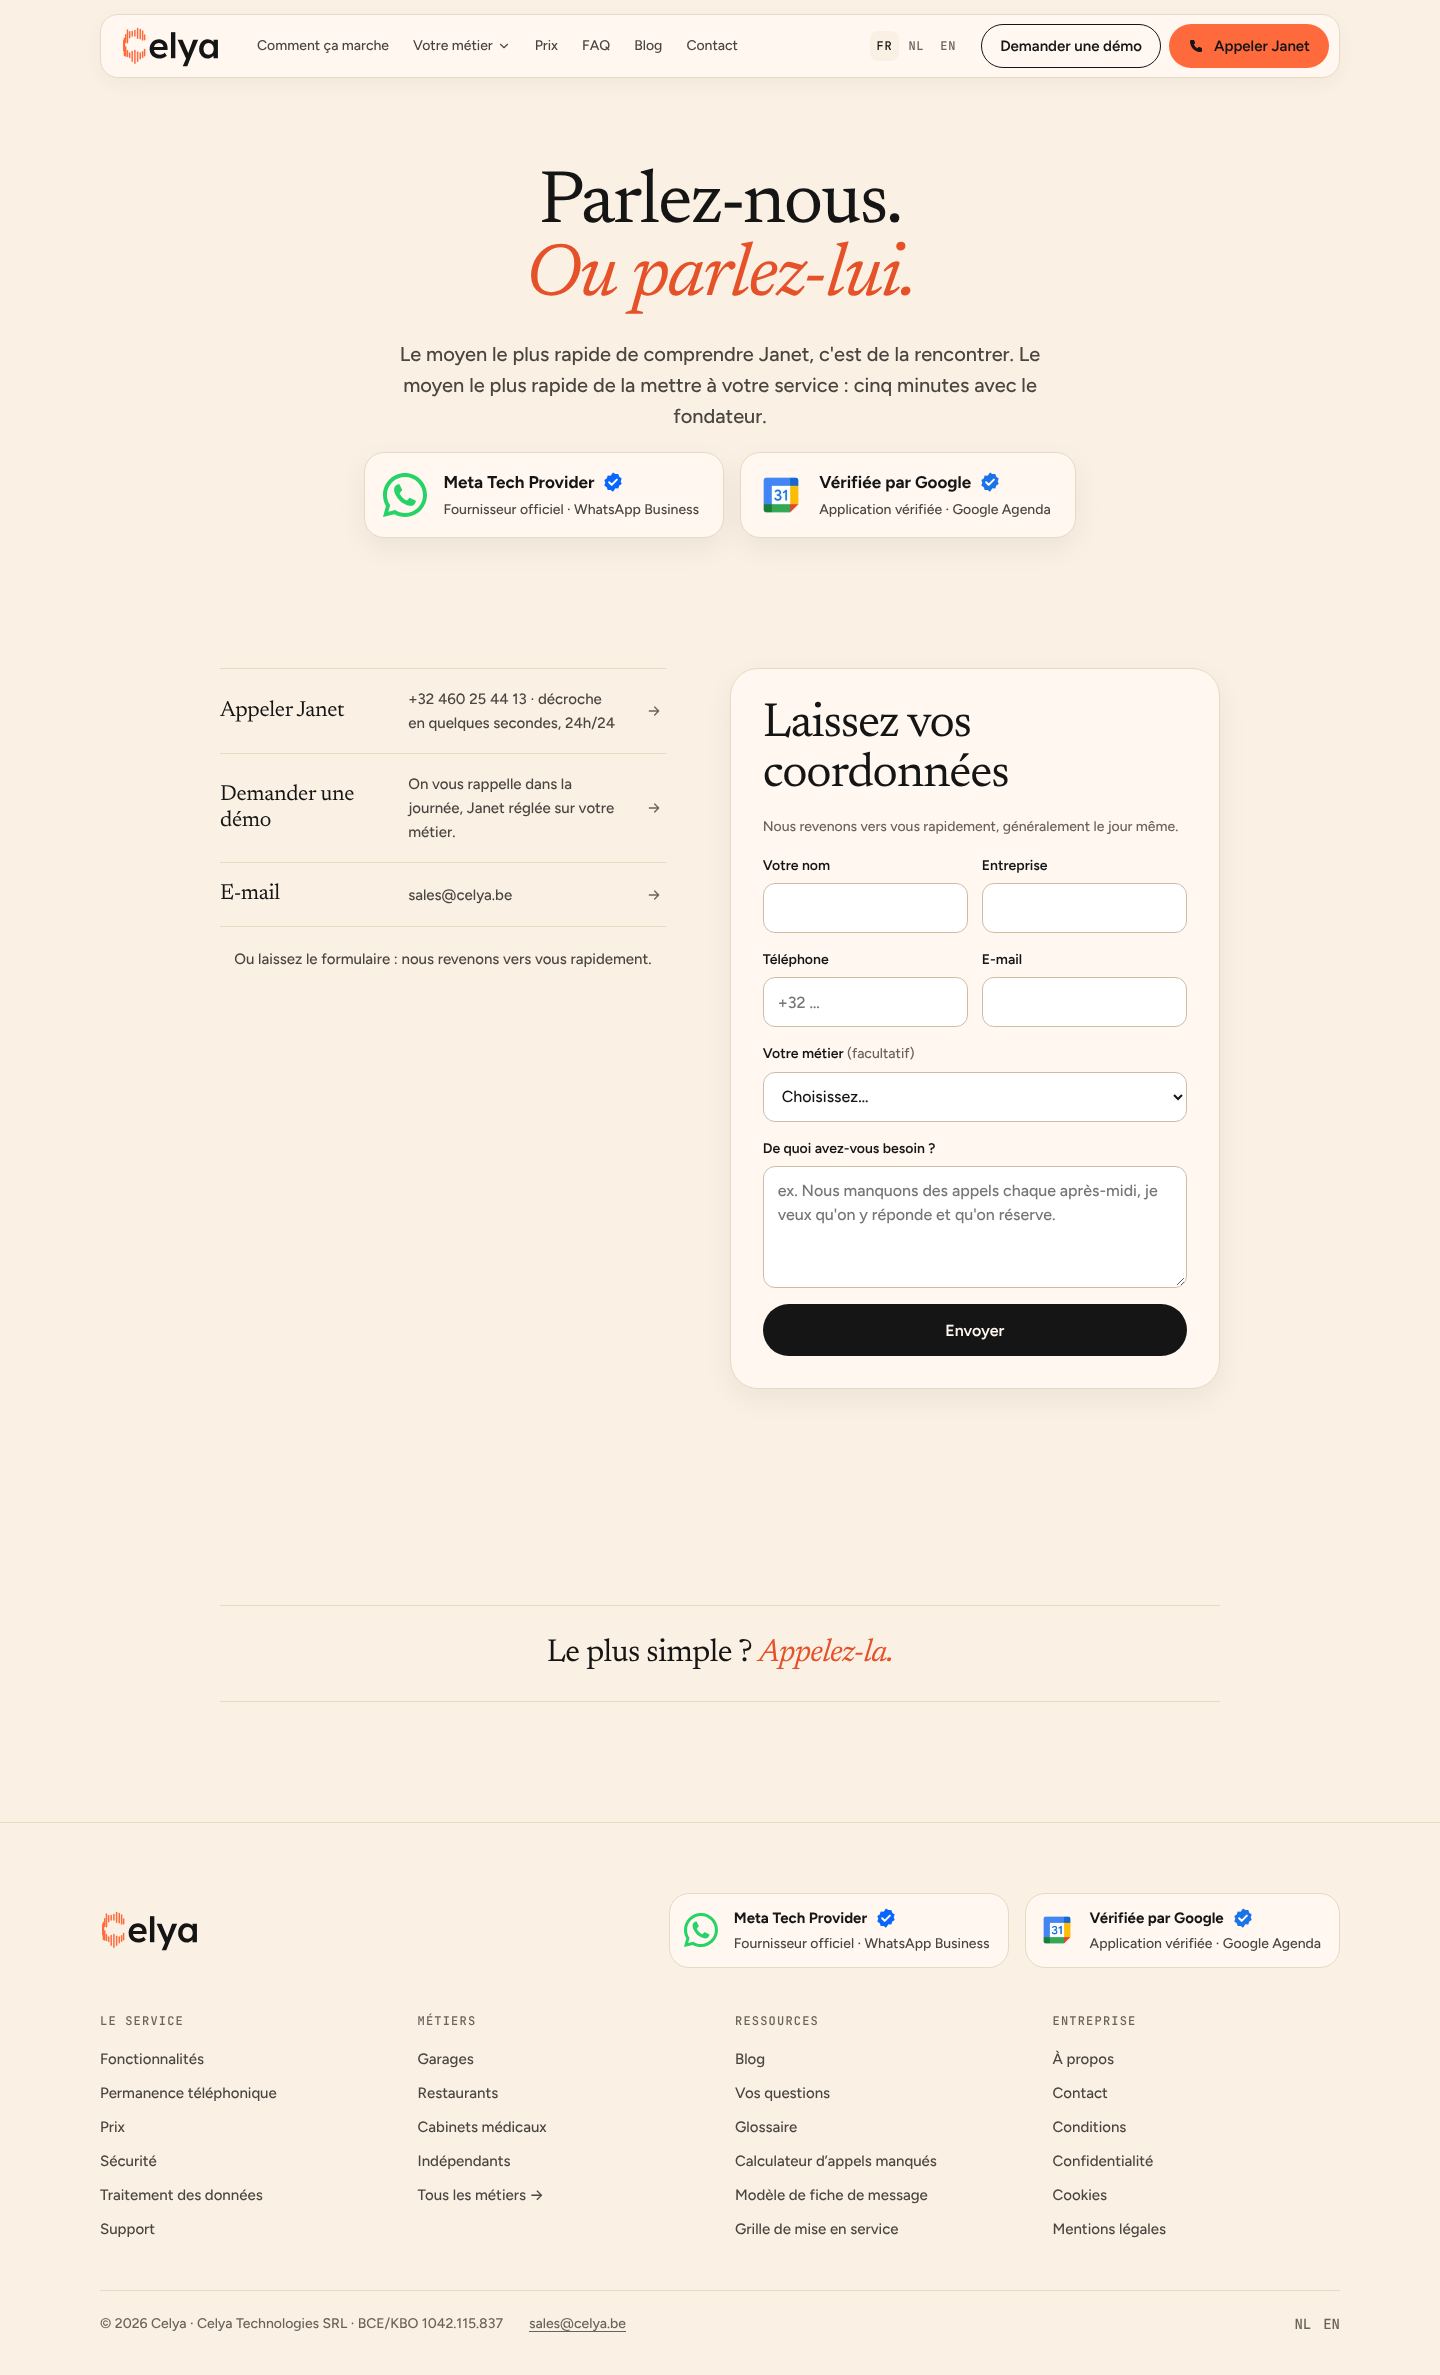 Celya
Comment ça marche
Votre métier
Prix
FAQ
Blog
Contact
FR
NL
EN
Demander une démo
Appeler Janet
Parlez-nous.
Ou parlez-lui.
Le moyen le plus rapide de comprendre Janet, c'est de la rencontrer. Le
moyen le plus rapide de la mettre à votre service : cinq minutes avec le
fondateur.
Meta Tech Provider
Fournisseur officiel · WhatsApp Business
31
Vérifiée par Google
Application vérifiée · Google Agenda
Appeler Janet
+32 460 25 44 13 · décroche
en quelques secondes, 24h/24
→
Demander une
démo
On vous rappelle dans la
journée, Janet réglée sur votre
métier.
→
E-mail
sales@celya.be
→
Ou laissez le formulaire : nous revenons vers vous rapidement.
Laissez vos
coordonnées
Nous revenons vers vous rapidement, généralement le jour même.
Votre nom
Entreprise
Téléphone
E-mail
+32 ...
Votre métier (facultatif)
Choisissez...
De quoi avez-vous besoin ?
ex. Nous manquons des appels chaque après-midi, je
veux qu'on y réponde et qu'on réserve.
Envoyer
Le plus simple ? Appelez-la.
Celya
Meta Tech Provider
Fournisseur officiel · WhatsApp Business
31
Vérifiée par Google
Application vérifiée · Google Agenda
LE SERVICE
Fonctionnalités
Permanence téléphonique
Prix
Sécurité
Traitement des données
Support
MÉTIERS
Garages
Restaurants
Cabinets médicaux
Indépendants
Tous les métiers →
RESSOURCES
Blog
Vos questions
Glossaire
Calculateur d’appels manqués
Modèle de fiche de message
Grille de mise en service
ENTREPRISE
À propos
Contact
Conditions
Confidentialité
Cookies
Mentions légales
© 2026 Celya · Celya Technologies SRL · BCE/KBO 1042.115.837
sales@celya.be
NL EN